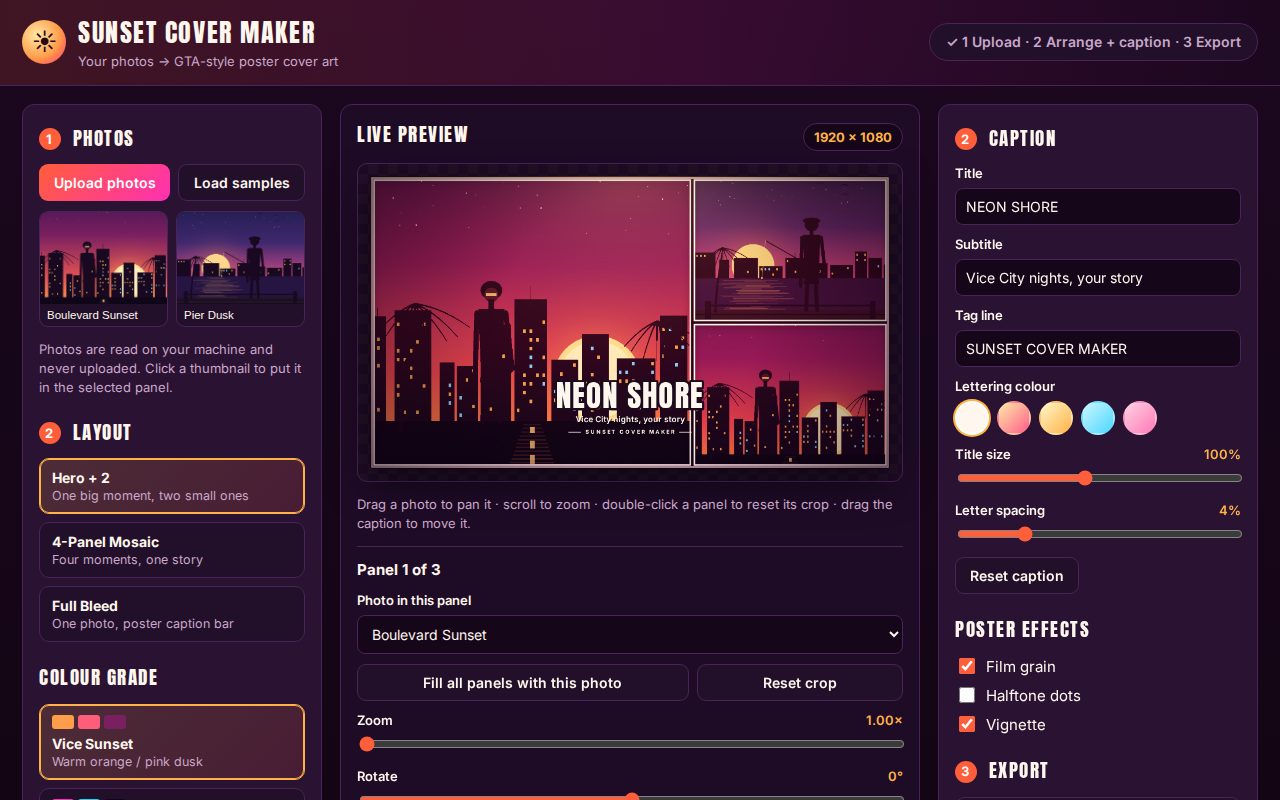 SUNSET COVER MAKER
Your photos → GTA-style poster cover art
✓ 1 Upload · 2 Arrange + caption · 3 Export
1 PHOTOS
Upload photos
Load samples
Boulevard Sunset
Pier Dusk
Photos are read on your machine and
never uploaded. Click a thumbnail to put it
in the selected panel.
2 LAYOUT
Hero + 2
One big moment, two small ones
4-Panel Mosaic
Four moments, one story
Full Bleed
One photo, poster caption bar
COLOUR GRADE
Vice Sunset
Warm orange / pink dusk
LIVE PREVIEW
1920 × 1080
NEON SHORE
Vice City nights, your story
SUNSET COVER MAKER
Drag a photo to pan it · scroll to zoom · double-click a panel to reset its crop · drag the
caption to move it.
Panel 1 of 3
Photo in this panel
Boulevard Sunset
Fill all panels with this photo
Reset crop
Zoom
1.00×
Rotate
0°
2 CAPTION
Title
NEON SHORE
Subtitle
Vice City nights, your story
Tag line
SUNSET COVER MAKER
Lettering colour
Title size
100%
Letter spacing
4%
Reset caption
POSTER EFFECTS
Film grain
Halftone dots
Vignette
3 EXPORT